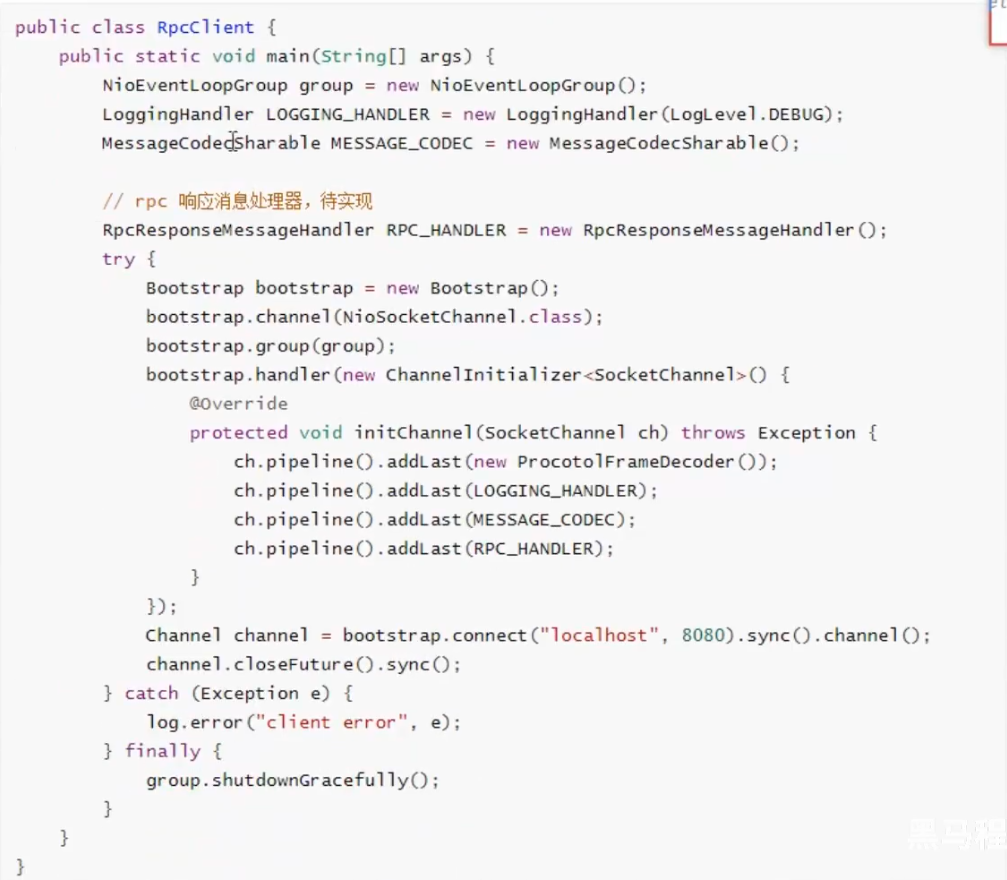 public class RpcClient {
    public static void main(String[] args) {
        NioEventLoopGroup group = new NioEventLoopGroup();
        LoggingHandler LOGGING_HANDLER = new LoggingHandler(LogLevel.DEBUG);
        MessageCodecSharable MESSAGE_CODEC = new MessageCodecSharable();

        // rpc 响应消息处理器，待实现
        RpcResponseMessageHandler RPC_HANDLER = new RpcResponseMessageHandler();
        try {
            Bootstrap bootstrap = new Bootstrap();
            bootstrap.channel(NioSocketChannel.class);
            bootstrap.group(group);
            bootstrap.handler(new ChannelInitializer<SocketChannel>() {
                @Override
                protected void initChannel(SocketChannel ch) throws Exception {
                    ch.pipeline().addLast(new ProcotolFrameDecoder());
                    ch.pipeline().addLast(LOGGING_HANDLER);
                    ch.pipeline().addLast(MESSAGE_CODEC);
                    ch.pipeline().addLast(RPC_HANDLER);
                }
            });
            Channel channel = bootstrap.connect("localhost", 8080).sync().channel();
            channel.closeFuture().sync();
        } catch (Exception e) {
            log.error("client error", e);
        } finally {
            group.shutdownGracefully();
        }
    }
}
黑马程